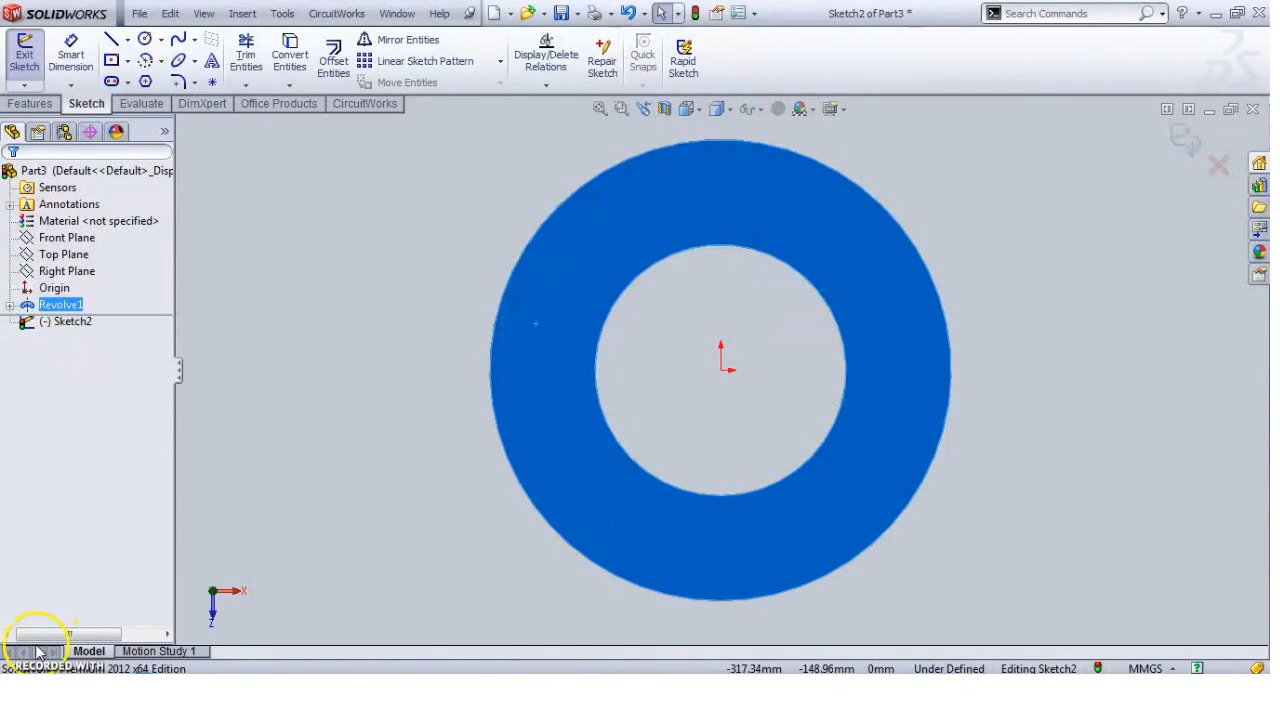 SOLIDWORKS File Edit View Insert Tools CircuitWorks Window Help Sketch2 of Part3 * Search Commands
Exit Sketch
Smart Dimension
Trim Entities
Convert Entities
Offset Entities
Mirror Entities
Linear Sketch Pattern
Move Entities
Display/Delete Relations
Repair Sketch
Quick Snaps
Rapid Sketch
Features Sketch Evaluate DimXpert Office Products CircuitWorks
Part3 (Default<<Default>_Disp
Sensors
Annotations
Material <not specified>
Front Plane
Top Plane
Right Plane
Origin
Revolve1
(-) Sketch2
X
Z
Model Motion Study 1
RECORDED WITH
Premium 2012 x64 Edition -317.34mm -148.96mm 0mm Under Defined Editing Sketch2 MMGS